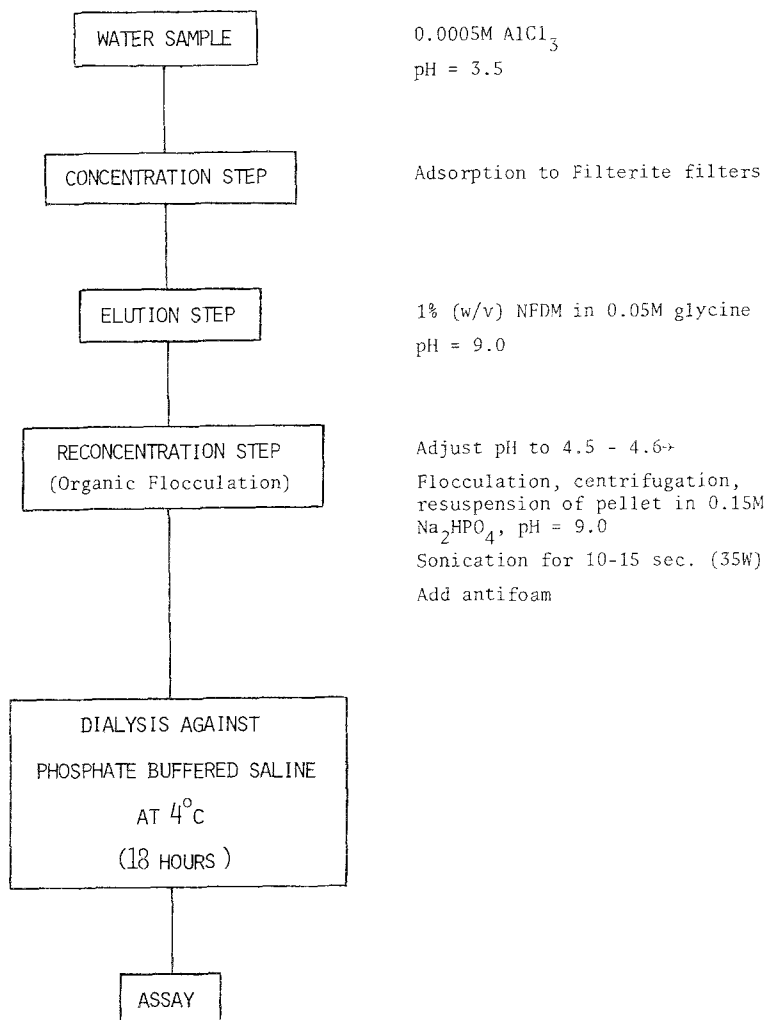 WATER SAMPLE
0.0005M AlCl3
pH = 3.5
CONCENTRATION STEP
Adsorption to Filterite filters
ELUTION STEP
1% (w/v) NFDM in 0.05M glycine
pH = 9.0
RECONCENTRATION STEP
(Organic Flocculation)
Adjust pH to 4.5 - 4.6→
Flocculation, centrifugation,
resuspension of pellet in 0.15M
Na2HPO4, pH = 9.0
Sonication for 10-15 sec. (35W)
Add antifoam
DIALYSIS AGAINST
PHOSPHATE BUFFERED SALINE
AT 4°C
(18 HOURS)
ASSAY